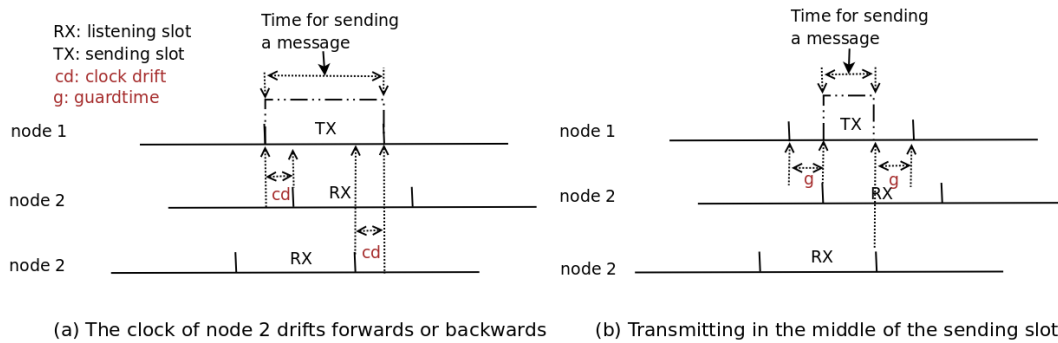 RX: listening slot
TX: sending slot
cd: clock drift
g: guardtime
Time for sending
a message
node 1
TX
cd
node 2
RX
cd
node 2
RX
(a) The clock of node 2 drifts forwards or backwards
Time for sending
a message
node 1
TX
g
g
node 2
RX
node 2
RX
(b) Transmitting in the middle of the sending slot